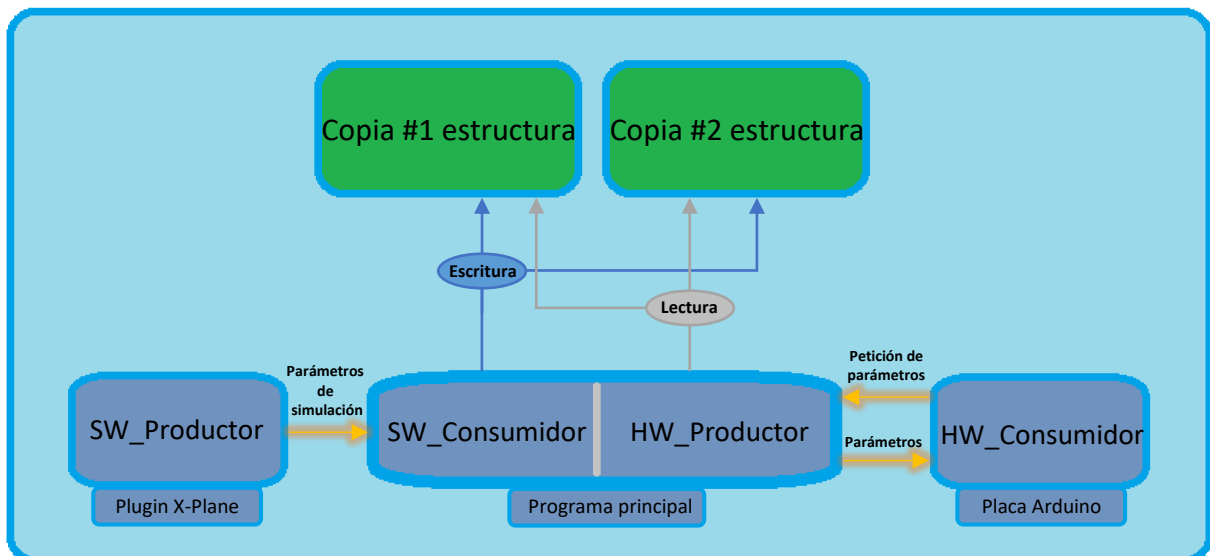 Copia #1 estructura
Copia #2 estructura
Escritura
Lectura
Parámetros
de
simulación
Petición de
parámetros
SW_Productor
SW_Consumidor
HW_Productor
Parámetros
HW_Consumidor
Plugin X-Plane
Programa principal
Placa Arduino